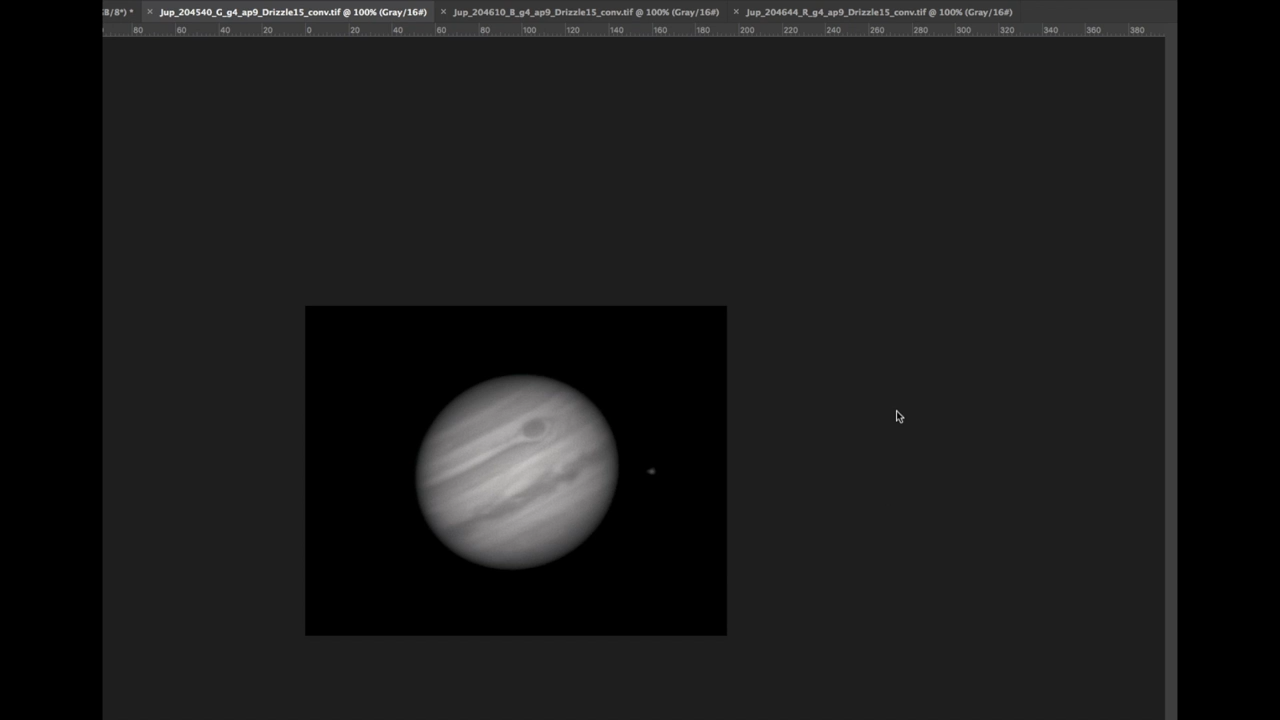 B/8*) * × Jup_204540_G_g4_ap9_Drizzle15_conv.tif @ 100% (Gray/16#) × Jup_204610_B_g4_ap9_Drizzle15_conv.tif @ 100% (Gray/16#) × Jup_204644_R_g4_ap9_Drizzle15_conv.tif @ 100% (Gray/16#)
80 60 40 20 0 20 40 60 80 100 120 140 160 180 200 220 240 260 280 300 320 340 360 380